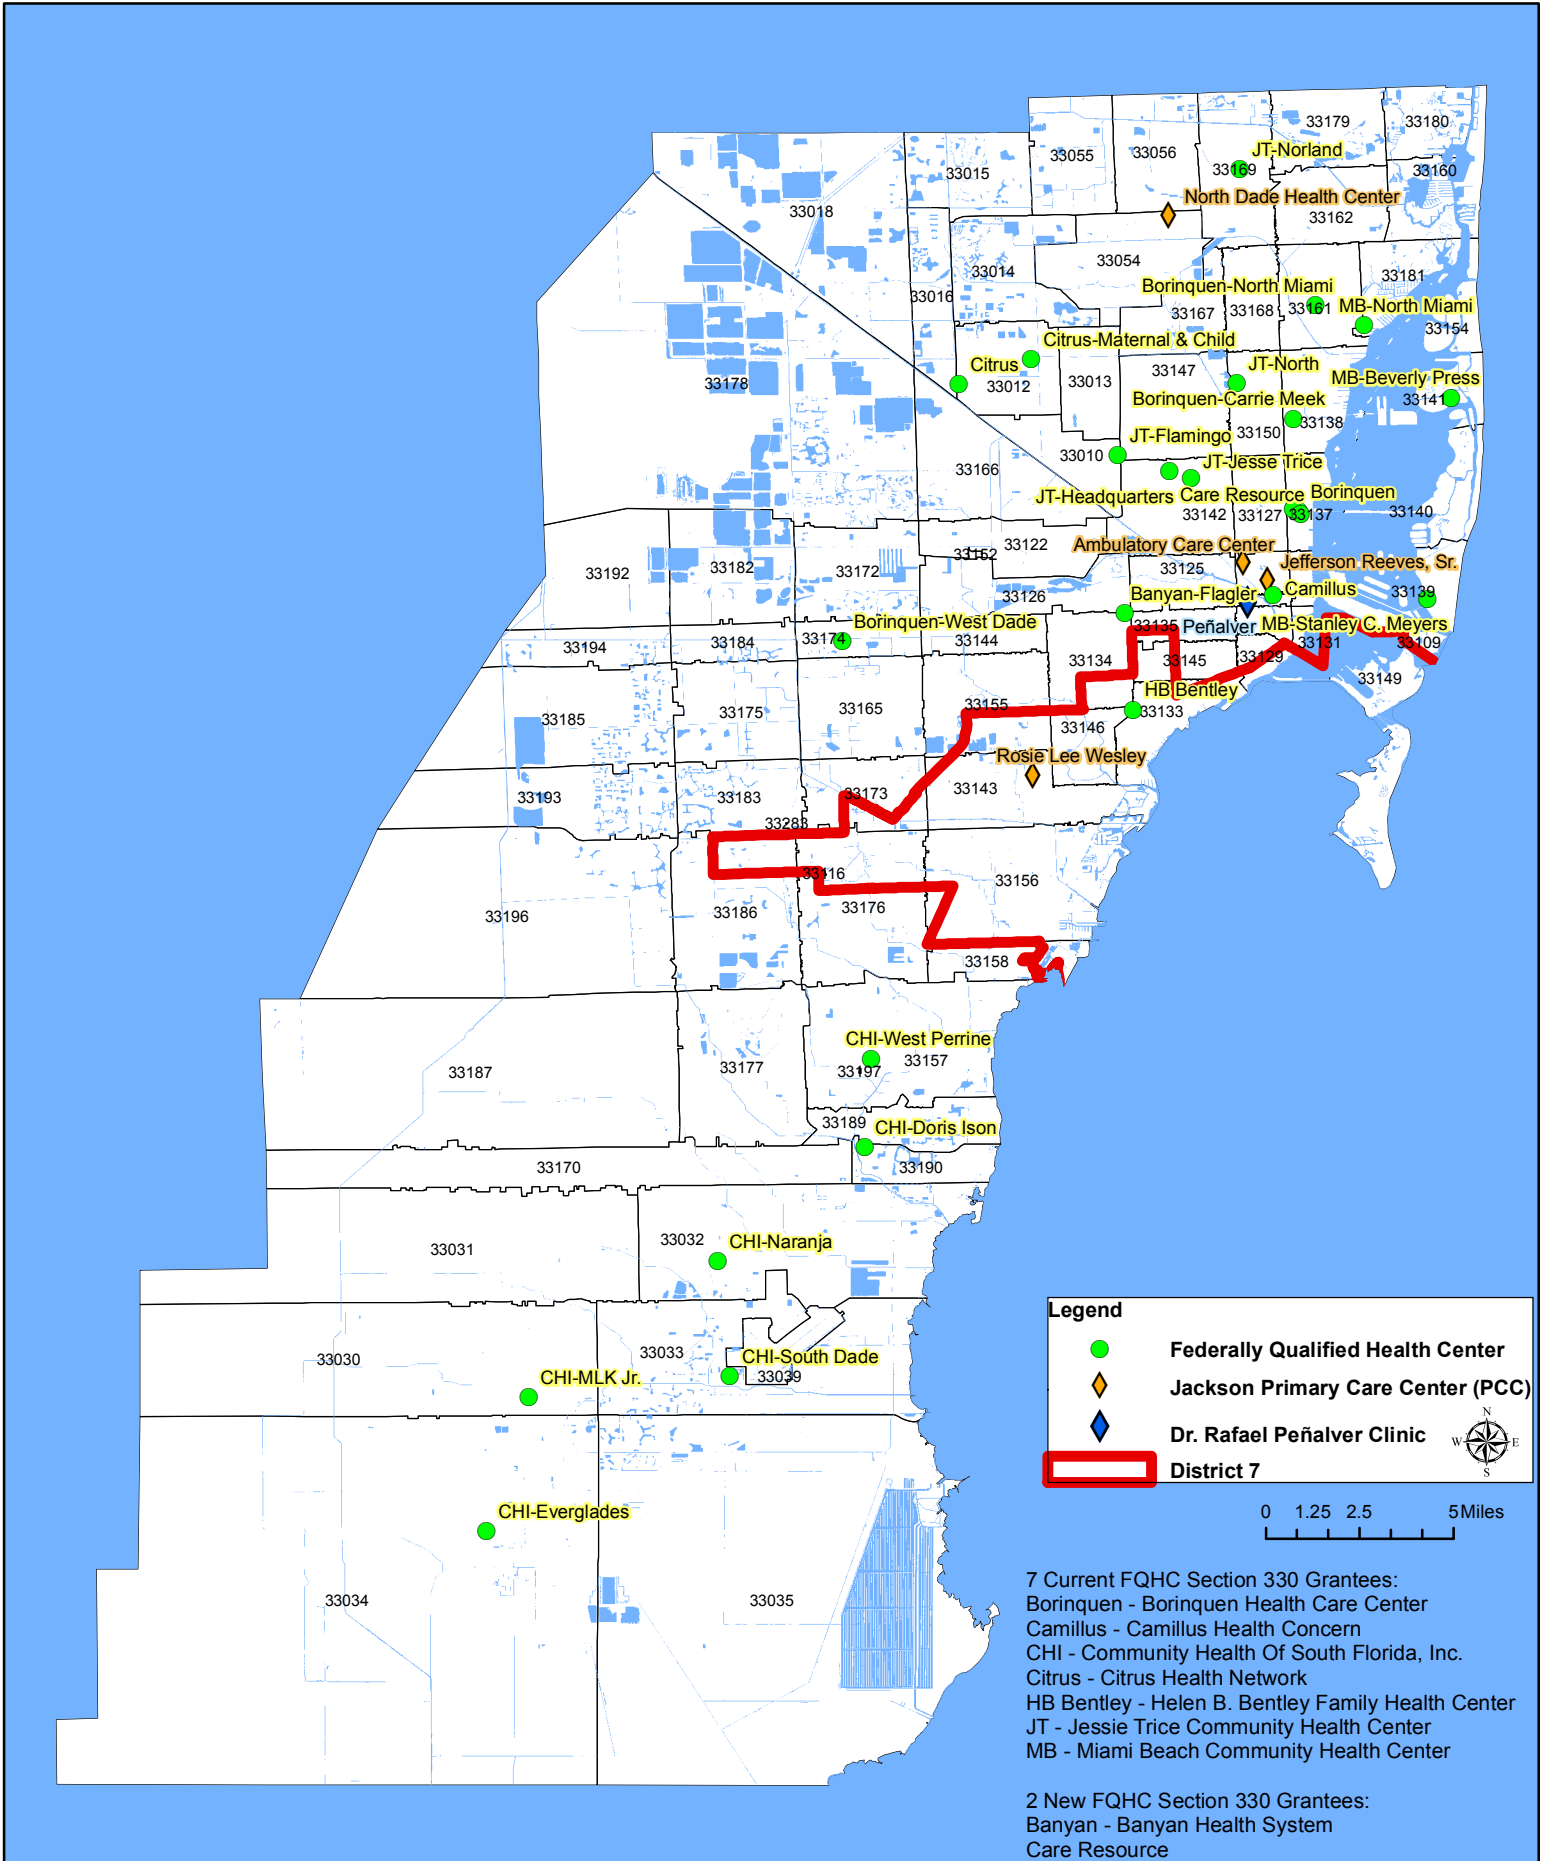 33179
33180
33055
33056
JT-Norland
33169
33160
33015
North Dade Health Center
33018
33162
33054
33014
33181
33016
Borinquen-North Miami
33167
33168
33161
MB-North Miami
33154
Citrus-Maternal & Child
Citrus
33012
33013
33147
JT-North
33178
MB-Beverly Press
33141
Borinquen-Carrie Meek
33138
33150
JT-Flamingo
33010
33166
JT-Jesse Trice
JT-Headquarters
Care Resource
Borinquen
33142
33127
33137
33140
33122
33152
Ambulatory Care Center
33125
Jefferson Reeves, Sr.
33192
33182
33172
33126
Banyan-Flagler
Camillus
33139
Borinquen-West Dade
33135
Peñalver
MB-Stanley C. Meyers
33194
33184
33174
33144
33131
33109
33134
33145
33129
33149
HB Bentley
33133
33185
33175
33165
33155
33146
Rosie Lee Wesley
33193
33183
33173
33143
33283
33116
33156
33196
33186
33176
33158
CHI-West Perrine
33187
33177
33197
33157
33189
CHI-Doris Ison
33170
33190
33031
33032
CHI-Naranja
33030
33033
CHI-South Dade
33039
CHI-MLK Jr.
CHI-Everglades
33034
33035
Legend
Federally Qualified Health Center
Jackson Primary Care Center (PCC)
Dr. Rafael Peñalver Clinic
District 7
N
W
E
S
0 1.25 2.5 5 Miles
7 Current FQHC Section 330 Grantees:
Borinquen - Borinquen Health Care Center
Camillus - Camillus Health Concern
CHI - Community Health Of South Florida, Inc.
Citrus - Citrus Health Network
HB Bentley - Helen B. Bentley Family Health Center
JT - Jessie Trice Community Health Center
MB - Miami Beach Community Health Center
2 New FQHC Section 330 Grantees:
Banyan - Banyan Health System
Care Resource